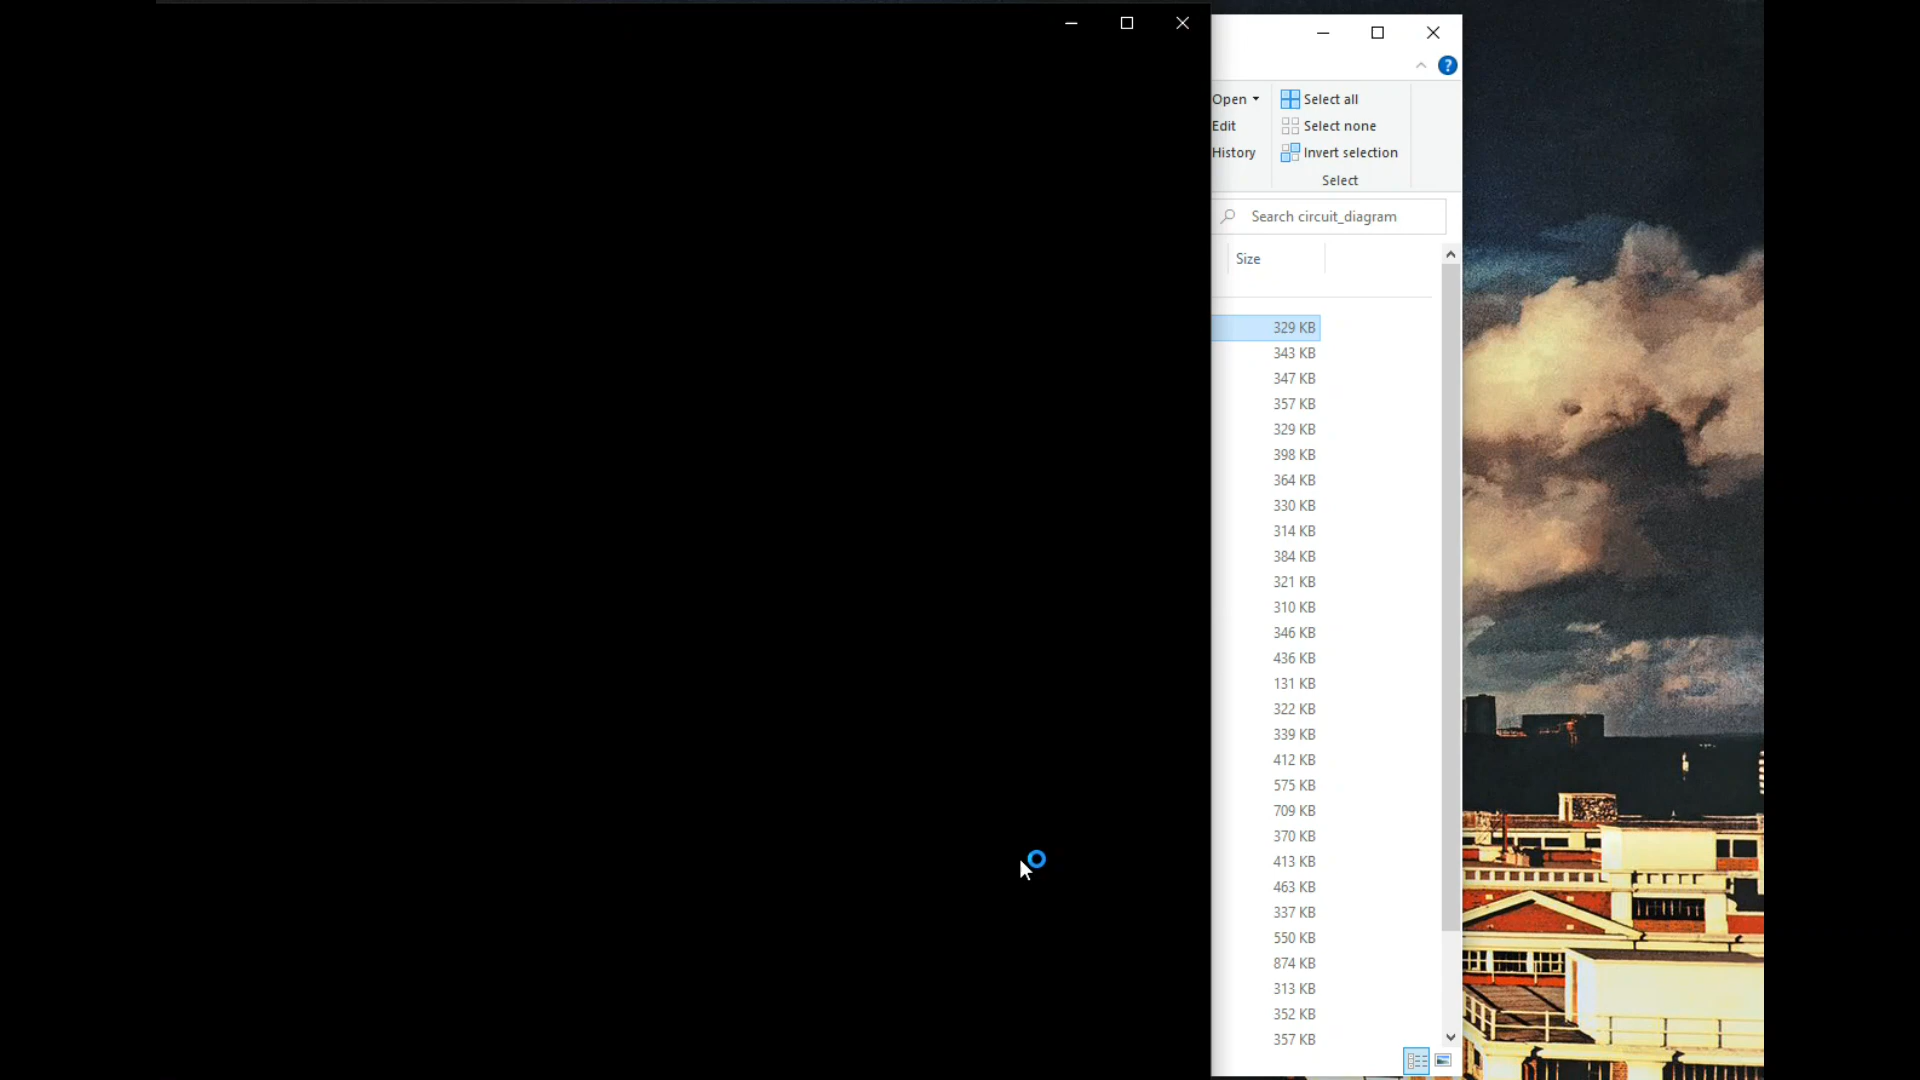 ?
Open
Select all
Edit
Select none
History
Invert selection
Select
Search circuit_diagram
Size
329 KB
343 KB
347 KB
357 KB
329 KB
398 KB
364 KB
330 KB
314 KB
384 KB
321 KB
310 KB
346 KB
436 KB
131 KB
322 KB
339 KB
412 KB
575 KB
709 KB
370 KB
413 KB
463 KB
337 KB
550 KB
874 KB
313 KB
352 KB
357 KB